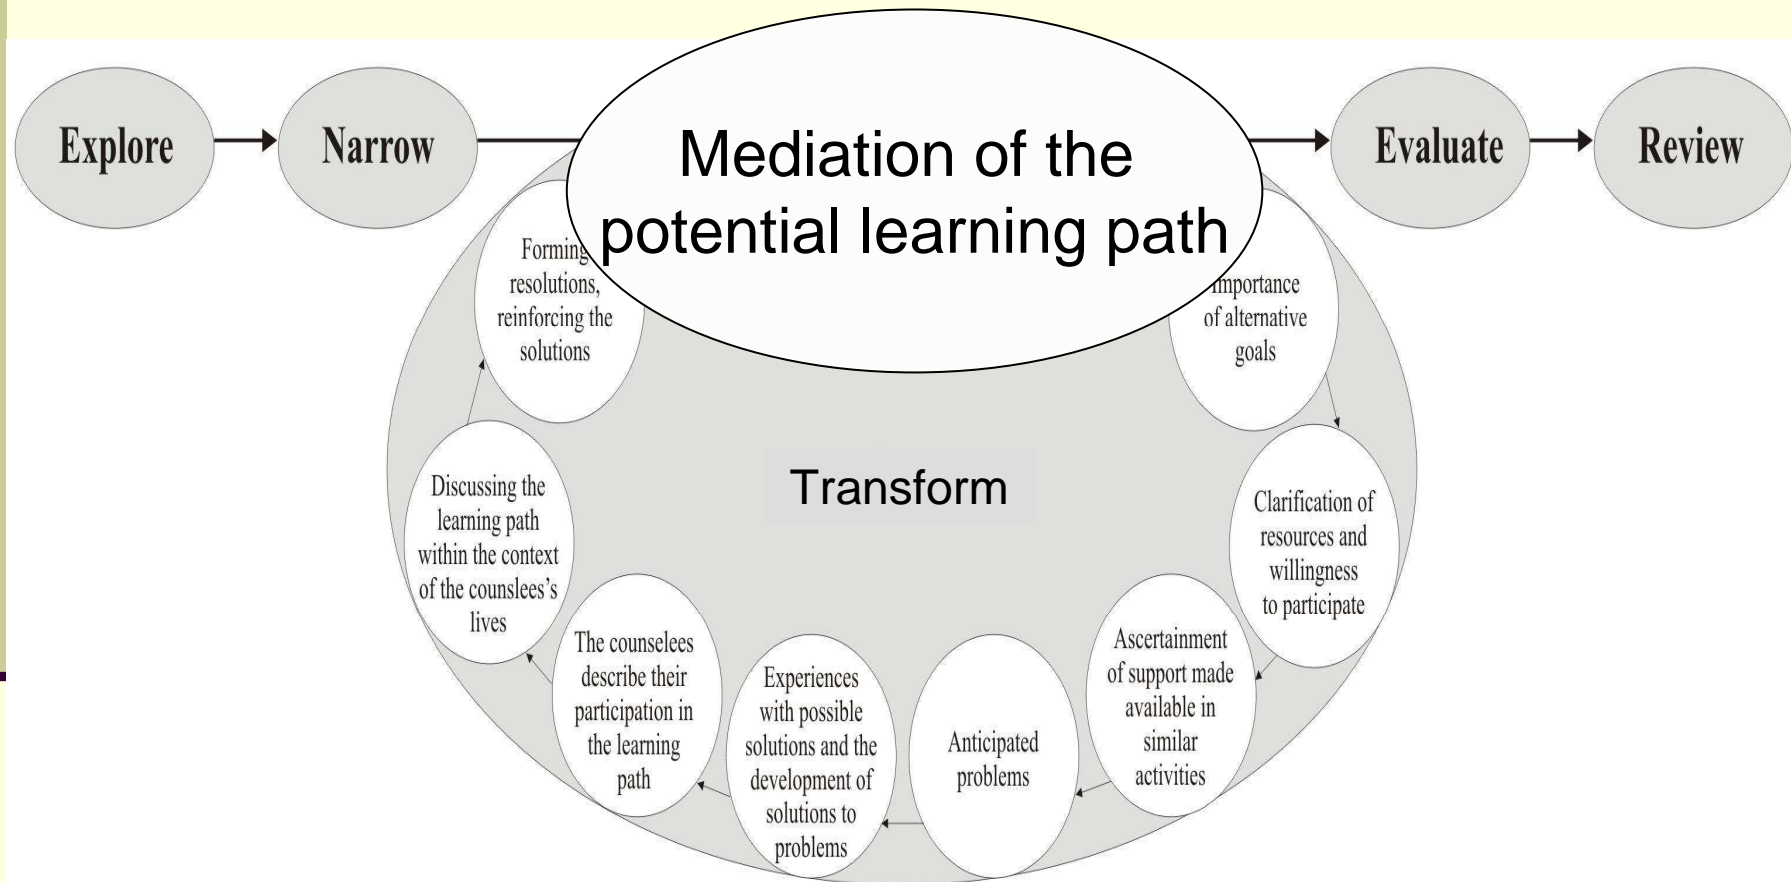 Explore
Narrow
Mediation of the
potential learning path
Evaluate
Review
Importance
of alternative
goals
Clarification of
resources and
willingness
to participate
Ascertainment
of support made
available in
similar
activities
Anticipated
problems
Experiences
with possible
solutions and the
development of
solutions to
problems
The counselees
describe their
participation in
the learning
path
Discussing the
learning path
within the context
of the counslees's
lives
Forming
resolutions,
reinforcing the
solutions
Transform